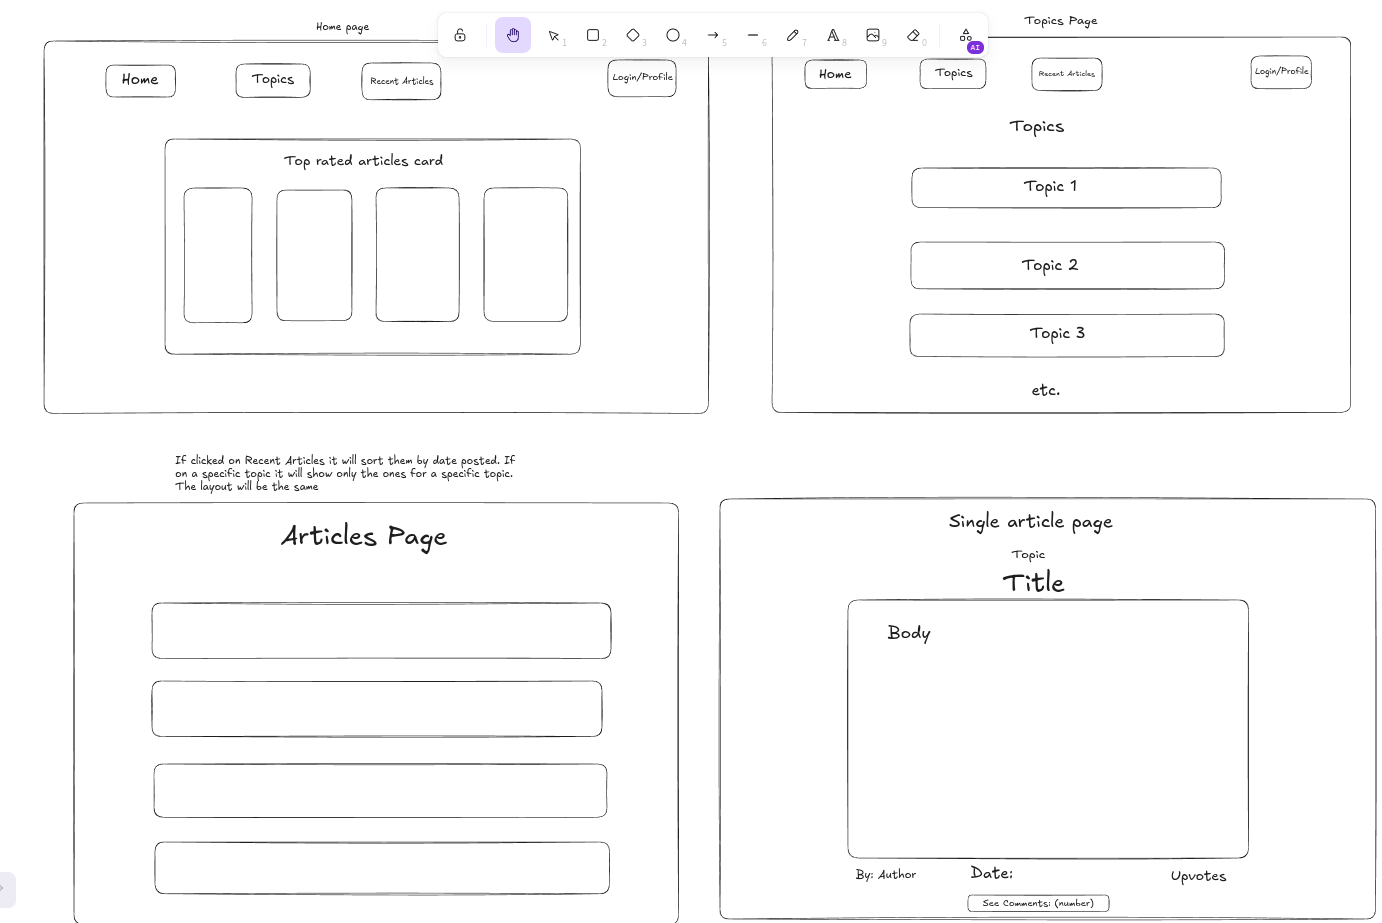 Home page
Home
Topics
Recent Articles
Login/Profile
Top rated articles card
1
2
3
4
5
6
7
8
9
0
AI
Topics Page
Home
Topics
Recent Articles
Login/Profile
Topics
Topic 1
Topic 2
Topic 3
etc.
If clicked on Recent Articles it will sort them by date posted. If
on a specific topic it will show only the ones for a specific topic.
The layout will be the same
Articles Page
Single article page
Topic
Title
Body
By: Author
Date:
Upvotes
See Comments: (number)